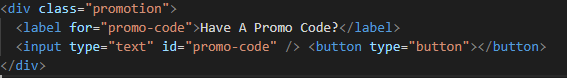 <div class="promotion">
<label for="promo-code">Have A Promo Code?</label>
<input type="text" id="promo-code" /> <button type="button"></button>
</div>